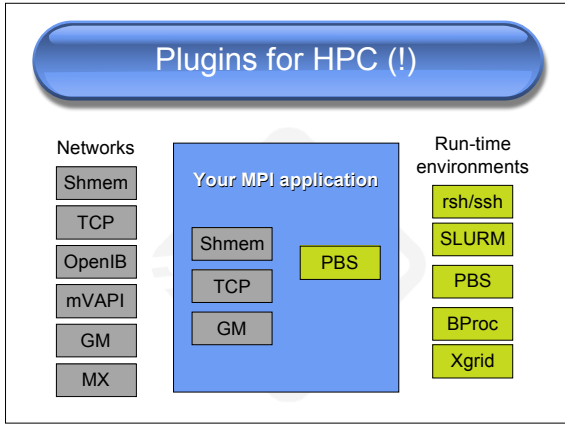 Plugins for HPC (!)
Networks
Shmem
TCP
OpenIB
mVAPI
GM
MX
Your MPI application
Shmem
TCP
GM
PBS
Run-time
environments
rsh/ssh
SLURM
PBS
BProc
Xgrid